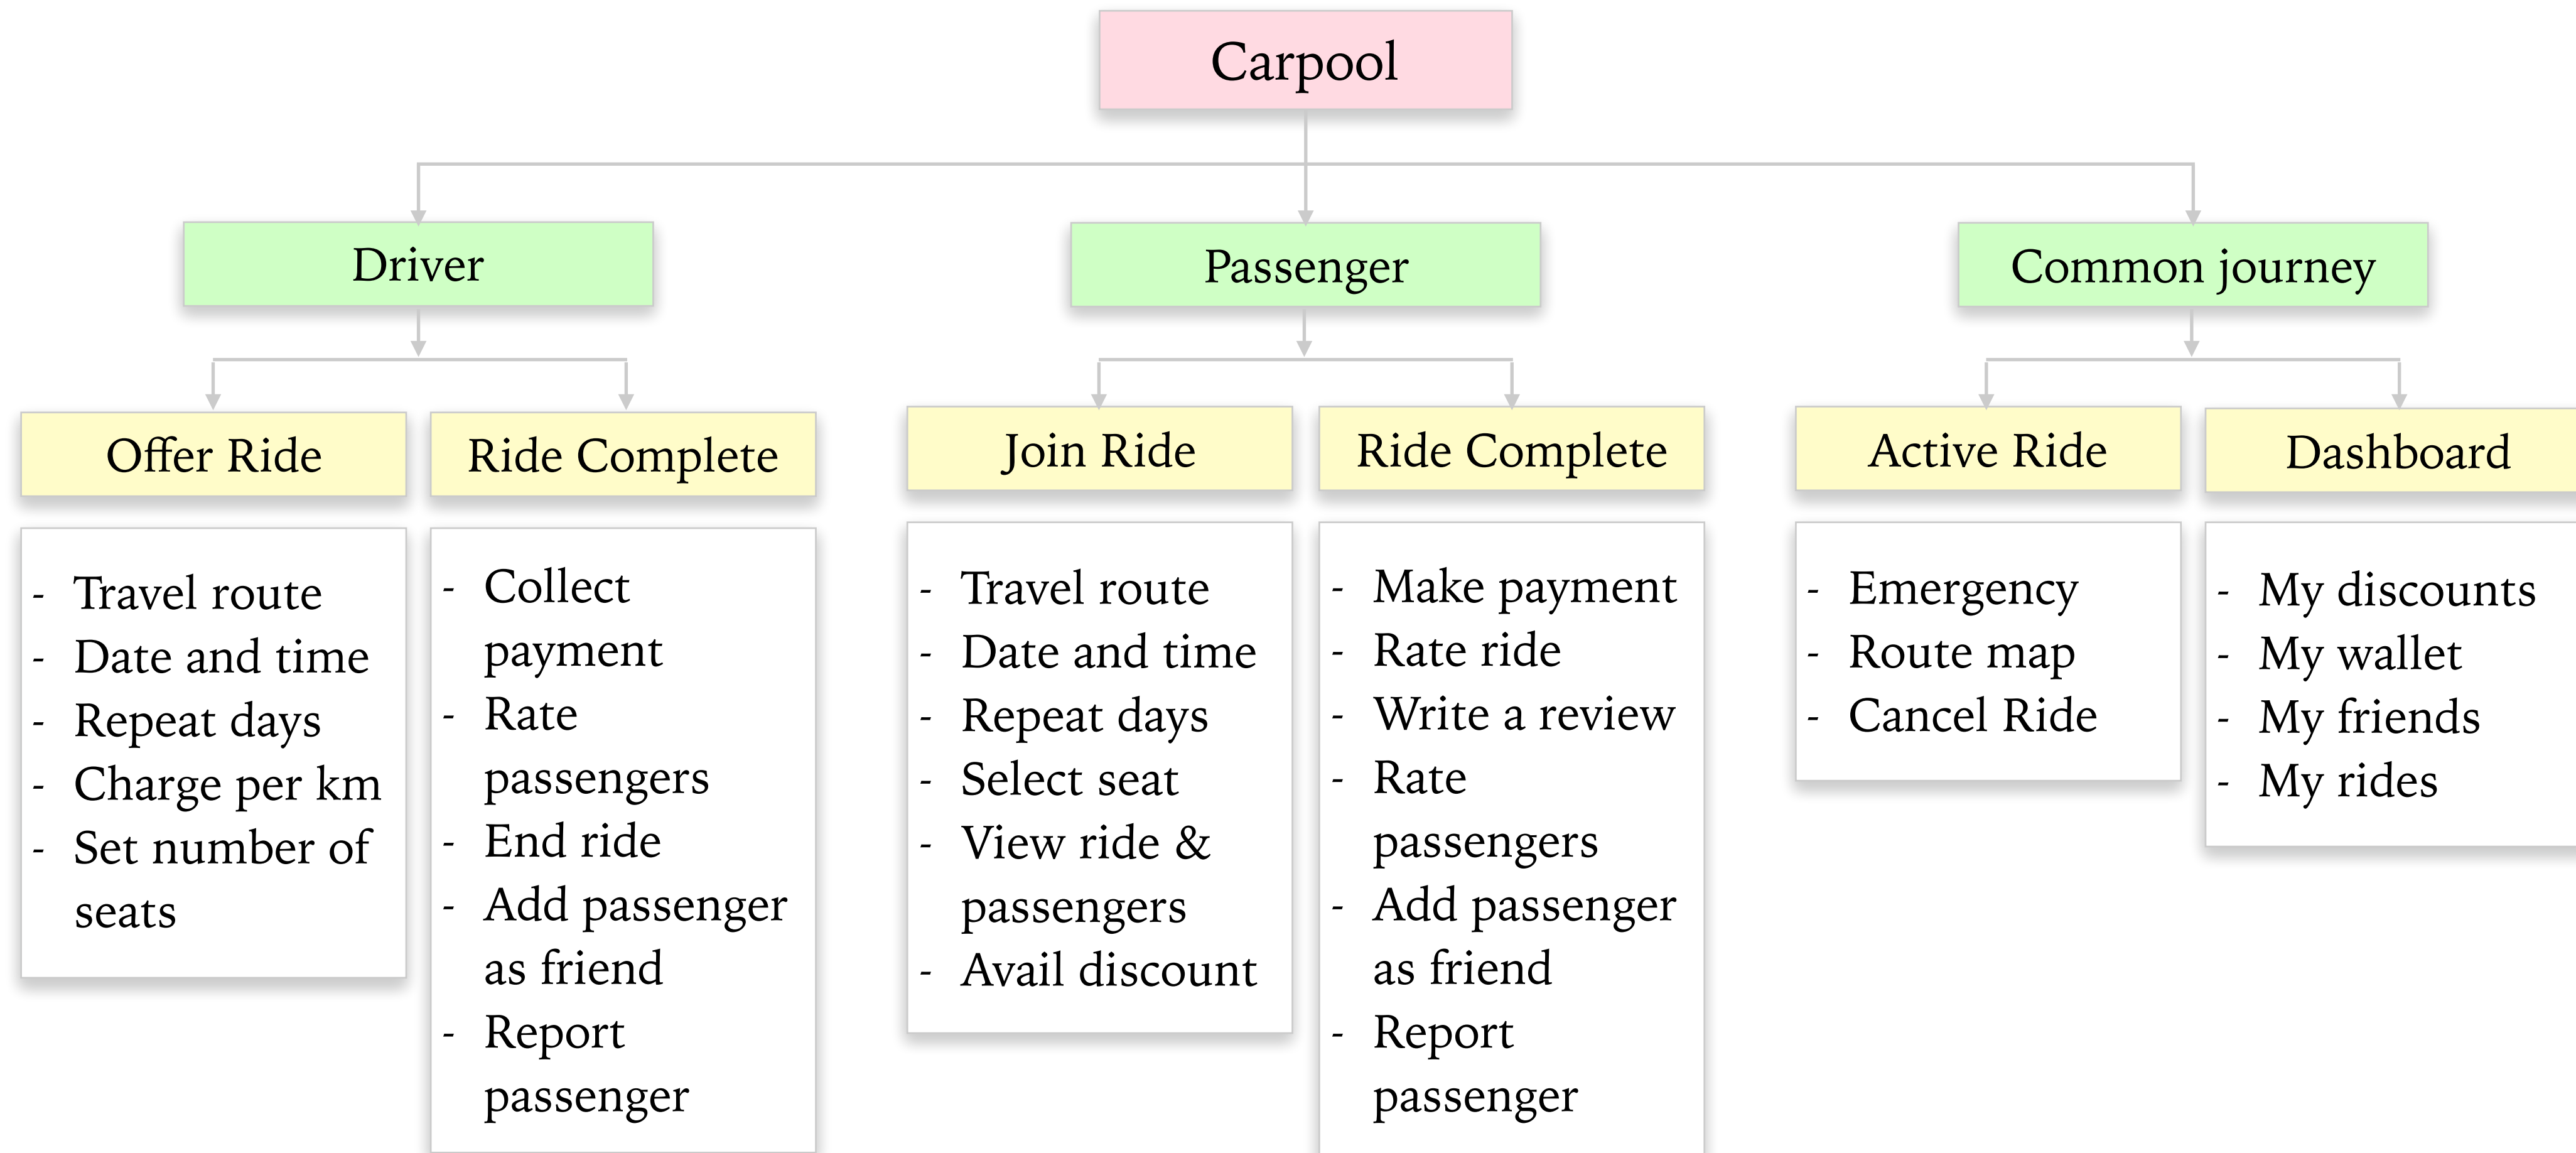 Carpool
Driver
Passenger
Common journey
Offer Ride
Ride Complete
Join Ride
Ride Complete
Active Ride
Dashboard
- Travel route
- Date and time
- Repeat days
- Charge per km
- Set number of
seats
- Collect
payment
- Rate
passengers
- End ride
- Add passenger
as friend
- Report
passenger
- Travel route
- Date and time
- Repeat days
- Select seat
- View ride &
passengers
- Avail discount
- Make payment
- Rate ride
- Write a review
- Rate
passengers
- Add passenger
as friend
- Report
passenger
- Emergency
- Route map
- Cancel Ride
- My discounts
- My wallet
- My friends
- My rides